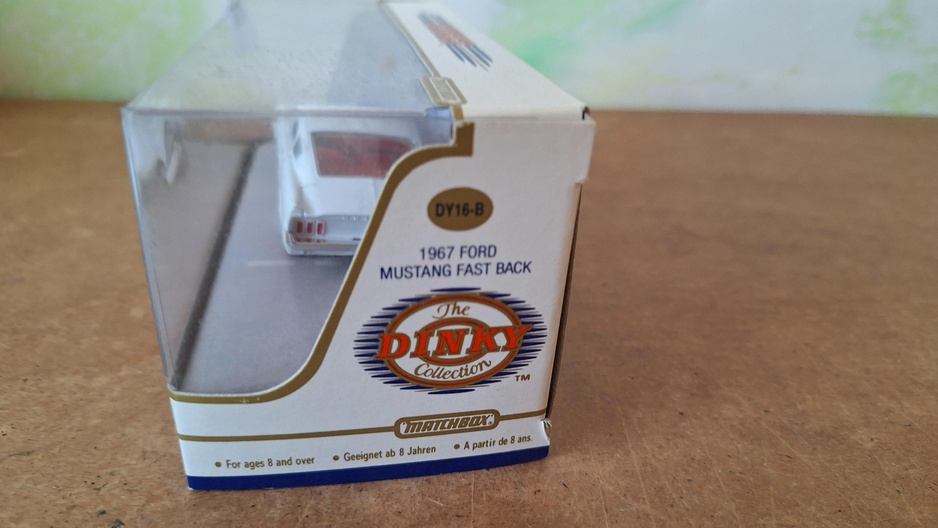 DY16-B
1967 FORD
MUSTANG FAST BACK
The
DINKY
Collection
TM
MATCHBOX
• For ages 8 and over • Geeignet ab 8 Jahren • A partir de 8 ans.